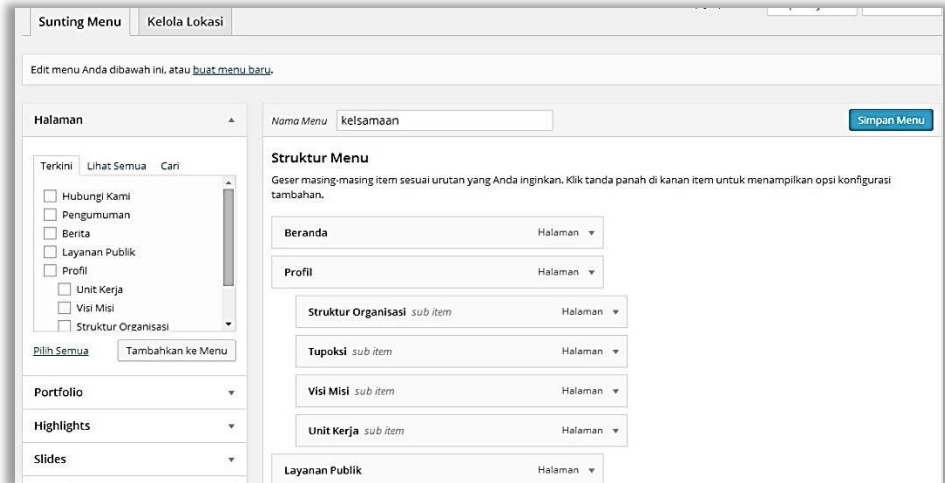 Sunting Menu Kelola Lokasi
Edit menu Anda dibawah ini, atau buat menu baru.
Halaman
Terkini Lihat Semua Cari
Hubungi Kami
Pengumuman
Berita
Layanan Publik
Profil
Unit Kerja
Visi Misi
Struktur Organisasi
Pilih Semua Tambahkan ke Menu
Portfolio
Highlights
Slides
Nama Menu kelsamaan Simpan Menu
Struktur Menu
Geser masing-masing item sesuai urutan yang Anda inginkan. Klik tanda panah di kanan item untuk menampilkan opsi konfigurasi
tambahan.
Beranda Halaman
Profil Halaman
Struktur Organisasi sub item Halaman
Tupoksi sub item Halaman
Visi Misi sub item Halaman
Unit Kerja sub item Halaman
Layanan Publik Halaman